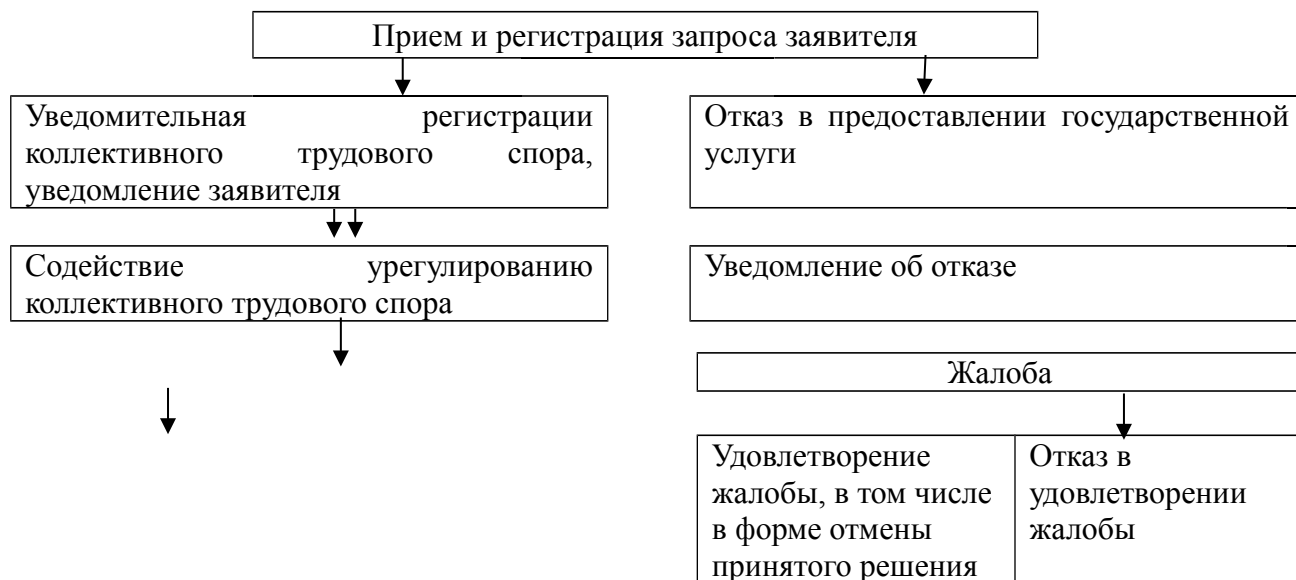 Прием и регистрация запроса заявителя
Уведомительная регистрации
коллективного трудового спора,
уведомление заявителя
Отказ в предоставлении государственной
услуги
Содействие урегулированию
коллективного трудового спора
Уведомление об отказе
Жалоба
Удовлетворение
жалобы, в том числе
в форме отмены
принятого решения
Отказ в
удовлетворении
жалобы